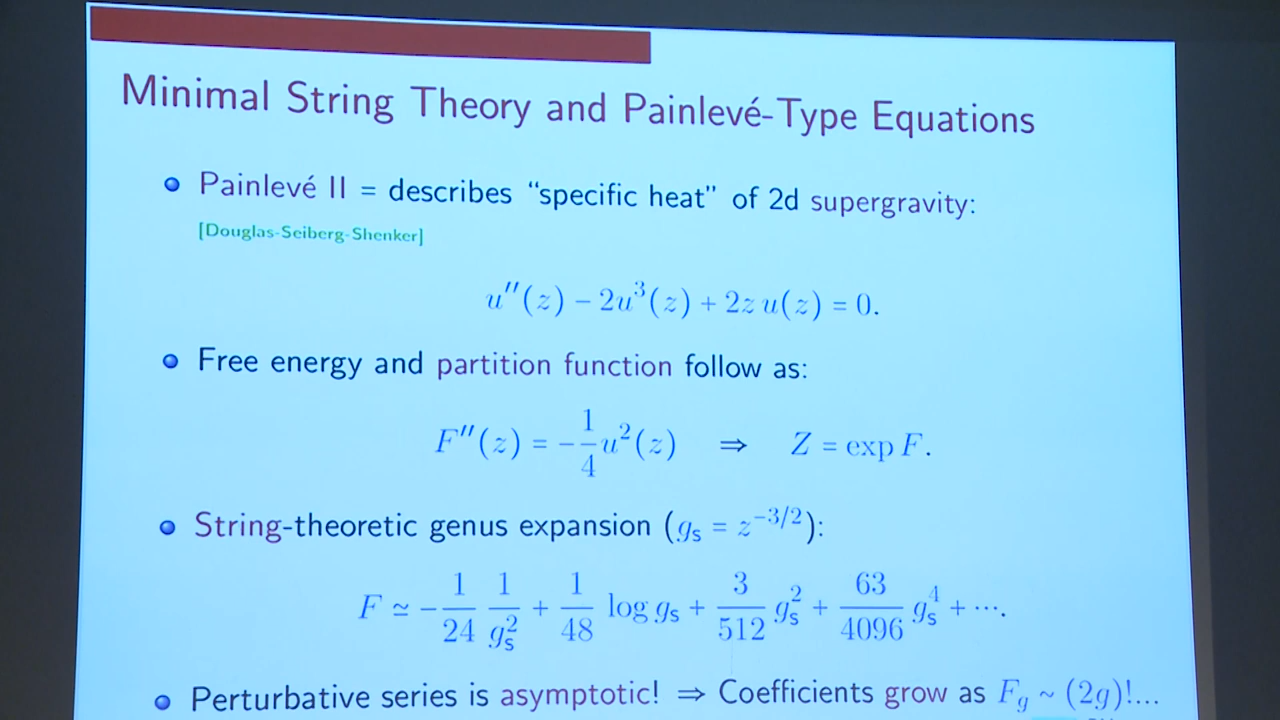 Minimal String Theory and Painlevé-Type Equations
Painlevé II = describes “specific heat” of 2d supergravity:
[Douglas-Seiberg-Shenker]
u″(z) − 2u³(z) + 2z u(z) = 0.
Free energy and partition function follow as:
F″(z) = −1/4 u²(z) ⇒ Z = exp F.
String-theoretic genus expansion (gₛ = z^{−3/2}):
F ≃ −1/24 1/gₛ² + 1/48 log gₛ + 3/512 gₛ² + 63/4096 gₛ⁴ + ⋯.
Perturbative series is asymptotic! ⇒ Coefficients grow as F_g ~ (2g)!...